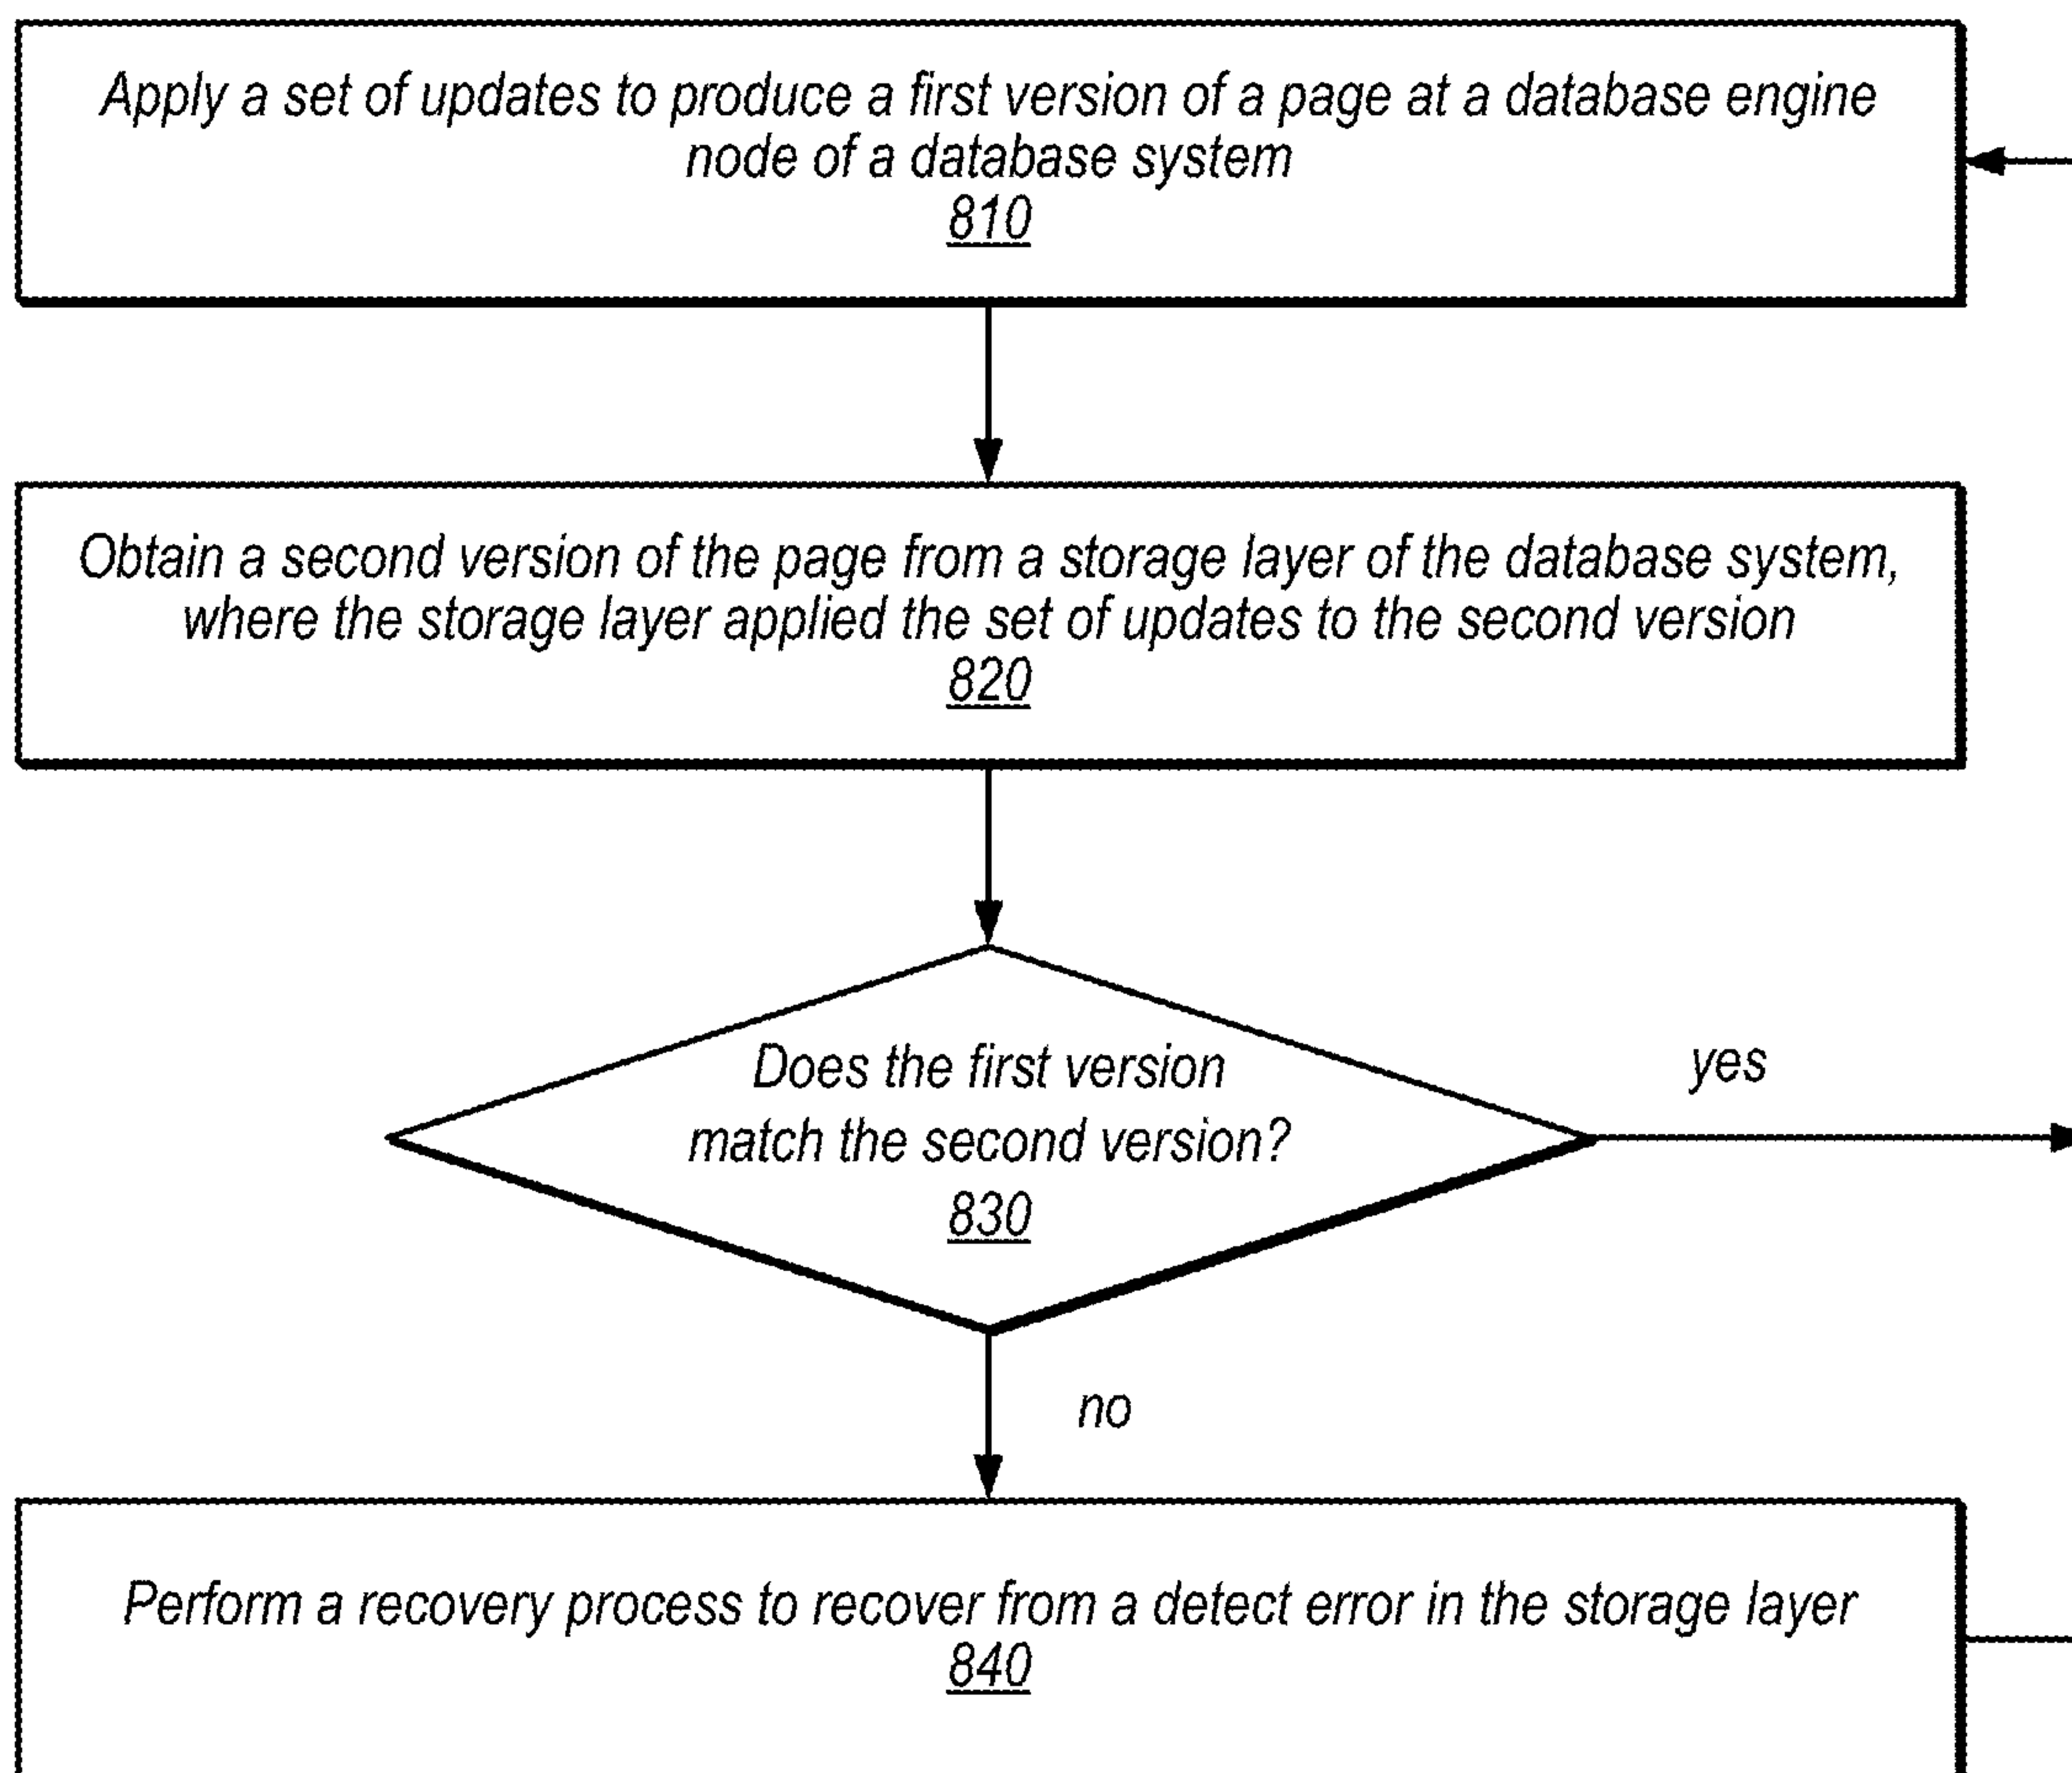 Apply a set of updates to produce a first version of a page at a database engine
node of a database system
810
Obtain a second version of the page from a storage layer of the database system,
where the storage layer applied the set of updates to the second version
820
Does the first version
match the second version?
830
yes
no
Perform a recovery process to recover from a detect error in the storage layer
840